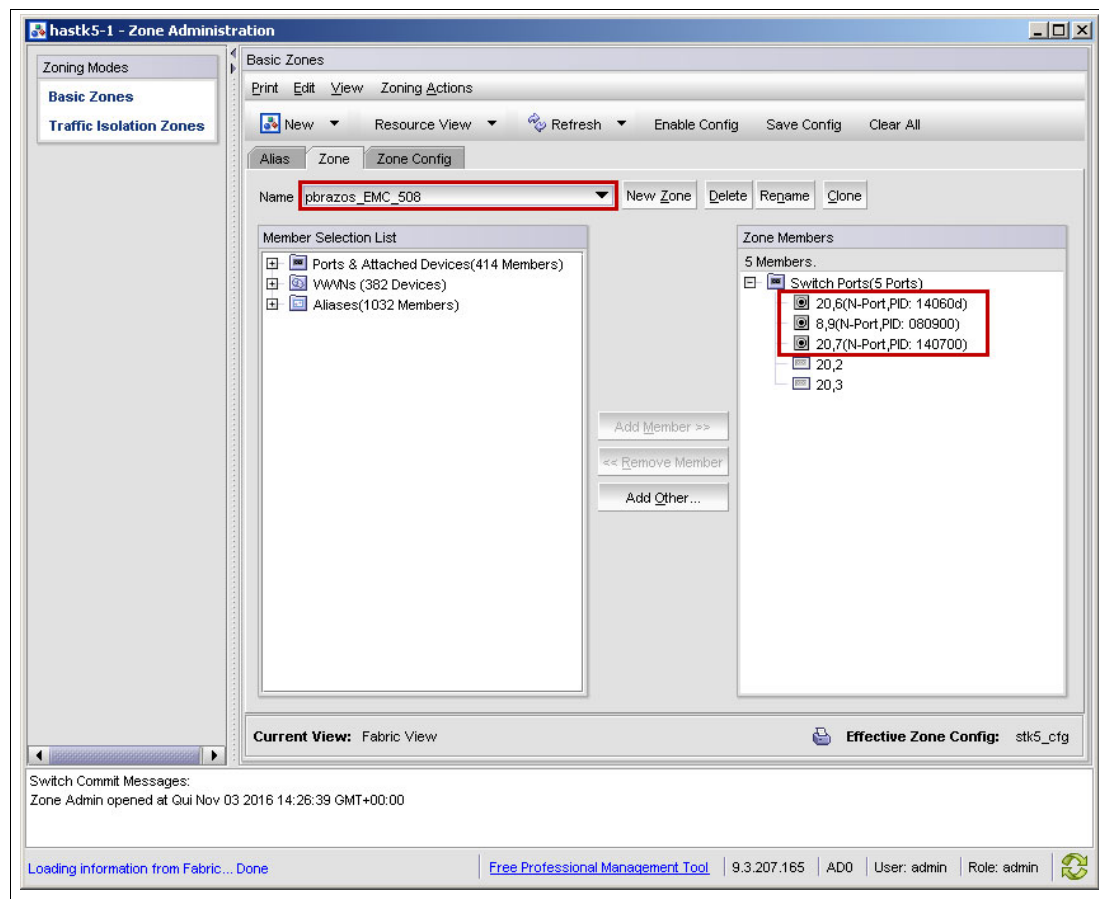 hastk5-1 - Zone Administration
Zoning Modes
Basic Zones
Traffic Isolation Zones
Basic Zones
Print Edit View Zoning Actions
New Resource View Refresh Enable Config Save Config Clear All
Alias Zone Zone Config
Name pbrazos_EMC_508 New Zone Delete Rename Clone
Member Selection List
Ports & Attached Devices(414 Members)
WWNs (382 Devices)
Aliases(1032 Members)
Add Member >>
<< Remove Member
Add Other...
Zone Members
5 Members.
Switch Ports(5 Ports)
20,6(N-Port,PID: 14060d)
8,9(N-Port,PID: 080900)
20,7(N-Port,PID: 140700)
20,2
20,3
Current View: Fabric View Effective Zone Config: stk5_cfg
Switch Commit Messages:
Zone Admin opened at Qui Nov 03 2016 14:26:39 GMT+00:00
Loading information from Fabric... Done Free Professional Management Tool 9.3.207.165 AD0 User: admin Role: admin